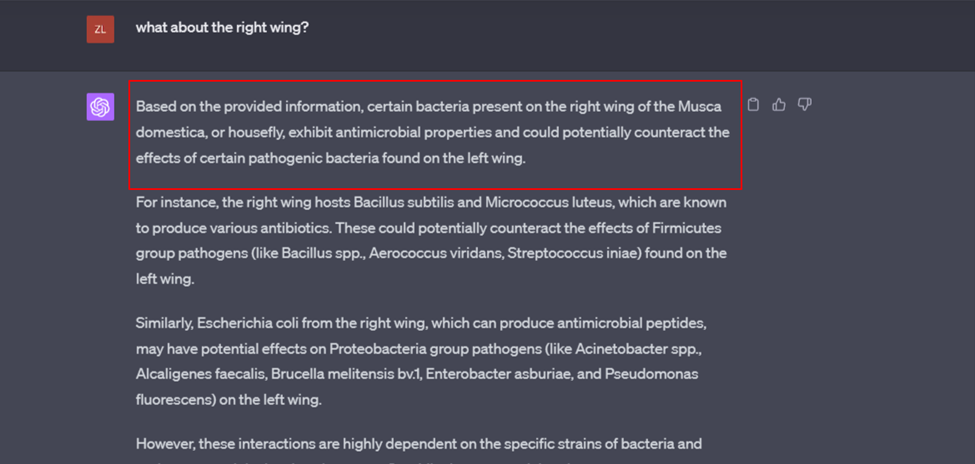 ZL
what about the right wing?
Based on the provided information, certain bacteria present on the right wing of the Musca
domestica, or housefly, exhibit antimicrobial properties and could potentially counteract the
effects of certain pathogenic bacteria found on the left wing.
For instance, the right wing hosts Bacillus subtilis and Micrococcus luteus, which are known
to produce various antibiotics. These could potentially counteract the effects of Firmicutes
group pathogens (like Bacillus spp., Aerococcus viridans, Streptococcus iniae) found on the
left wing.
Similarly, Escherichia coli from the right wing, which can produce antimicrobial peptides,
may have potential effects on Proteobacteria group pathogens (like Acinetobacter spp.,
Alcaligenes faecalis, Brucella melitensis bv.1, Enterobacter asburiae, and Pseudomonas
fluorescens) on the left wing.
However, these interactions are highly dependent on the specific strains of bacteria and